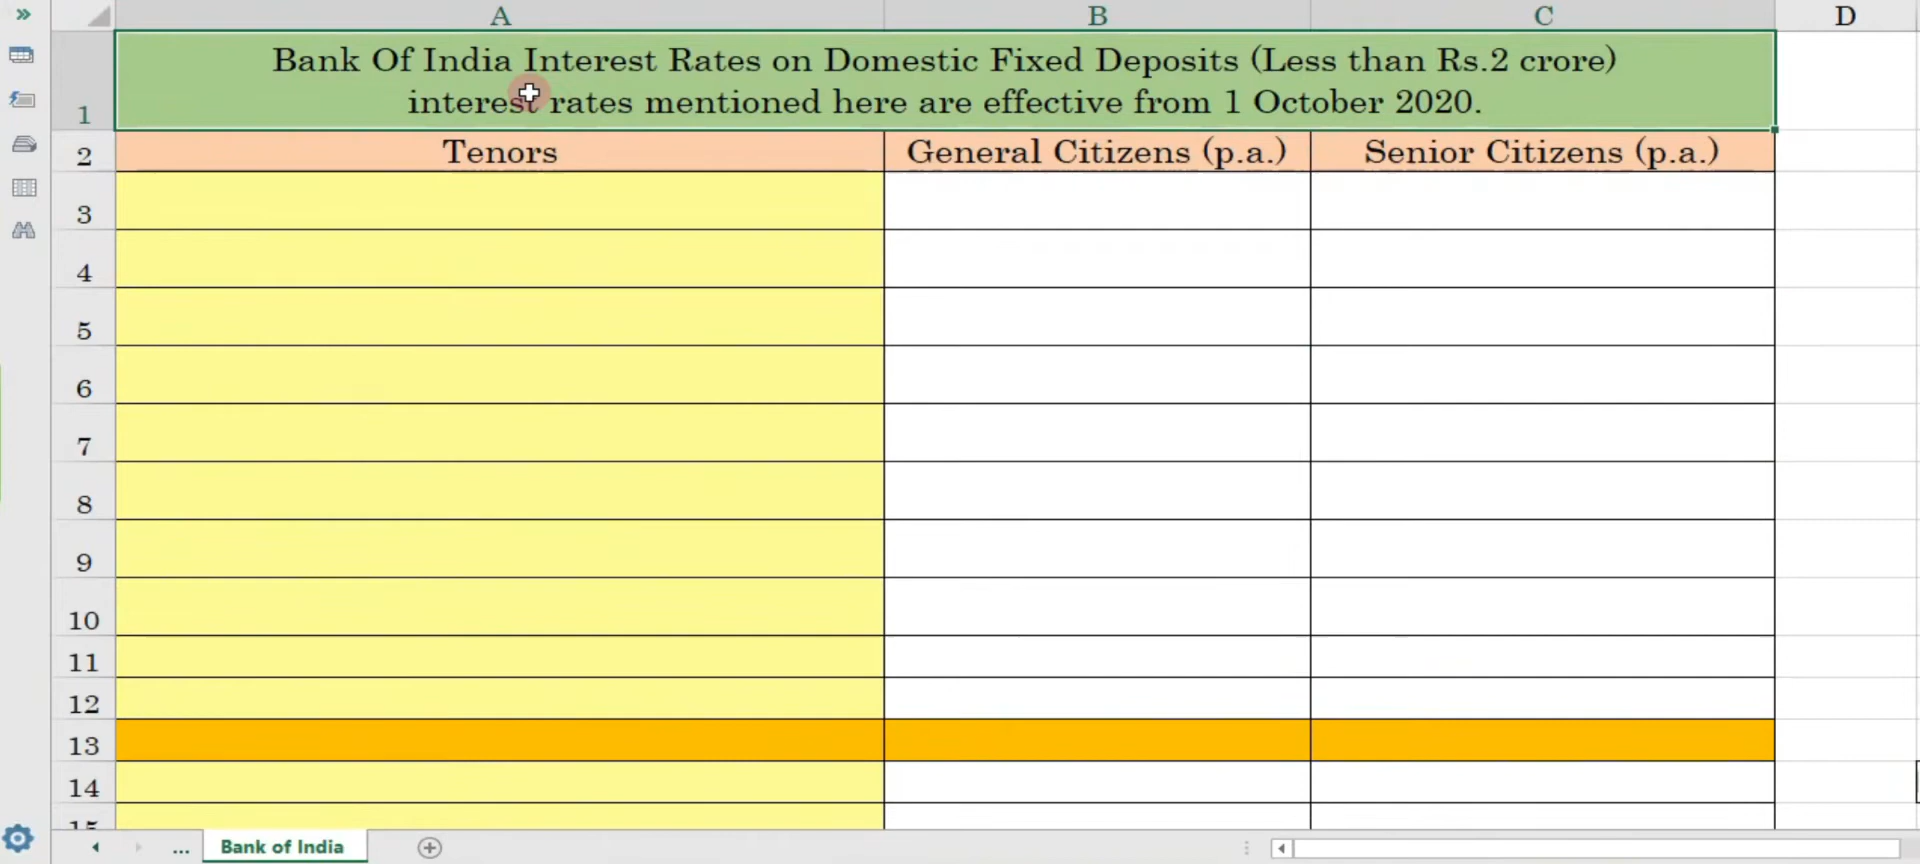 A B C D
1 Bank Of India Interest Rates on Domestic Fixed Deposits (Less than Rs.2 crore)
interest rates mentioned here are effective from 1 October 2020.
2 Tenors General Citizens (p.a.) Senior Citizens (p.a.)
3
4
5
6
7
8
9
10
11
12
13
14
15
... Bank of India